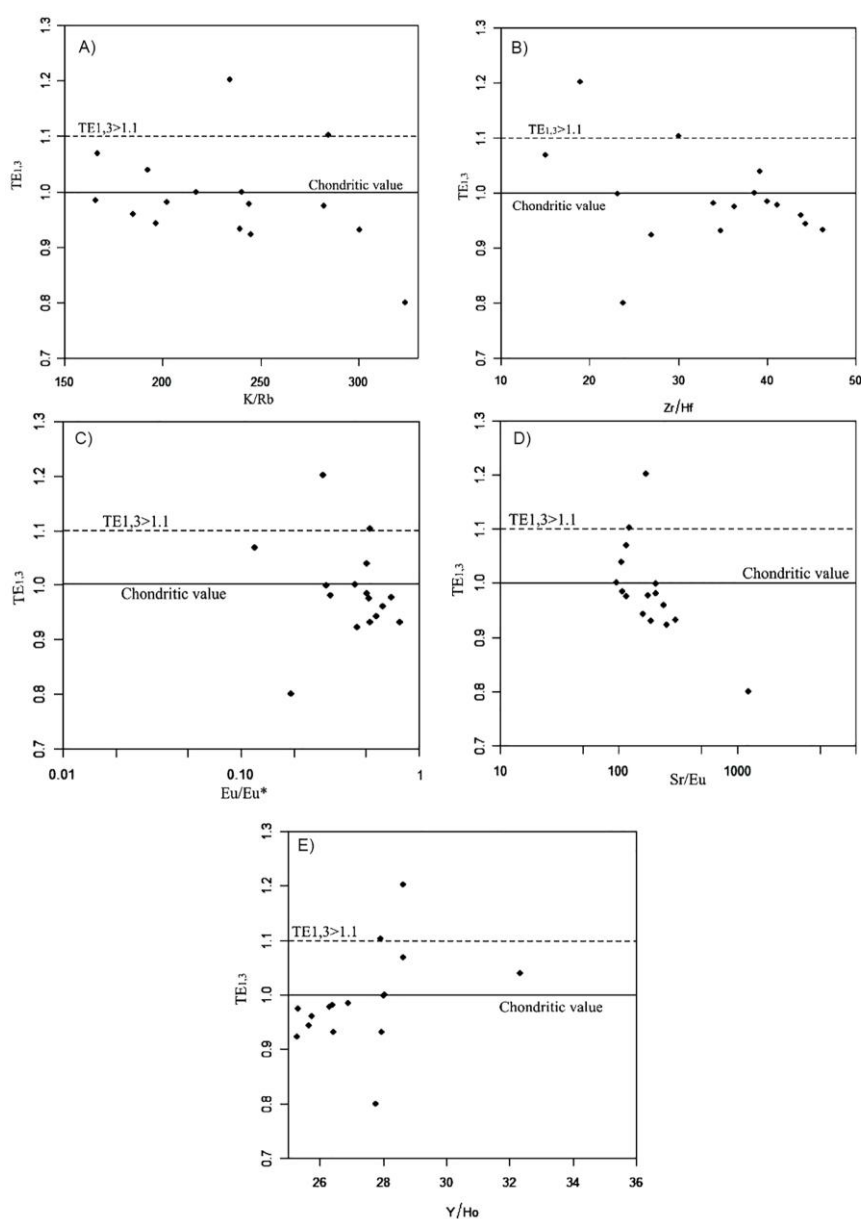 A)
1.3
1.2
1.1
1.0
0.9
0.8
0.7
TE1,3
TE1,3>1.1
Chondritic value
150 200 250 300
K/Rb
B)
1.3
1.2
1.1
1.0
0.9
0.8
0.7
TE1,3
TE1,3>1.1
Chondritic value
10 20 30 40 50
Zr/Hf
C)
1.3
1.2
1.1
1.0
0.9
0.8
0.7
TE1,3
TE1,3>1.1
Chondritic value
0.01 0.10 1
Eu/Eu*
D)
1.3
1.2
1.1
1.0
0.9
0.8
0.7
TE1,3
TE1,3>1.1
Chondritic value
10 100 1000
Sr/Eu
E)
1.3
1.2
1.1
1.0
0.9
0.8
0.7
TE1,3
TE1,3>1.1
Chondritic value
26 28 30 32 34 36
Y/Ho